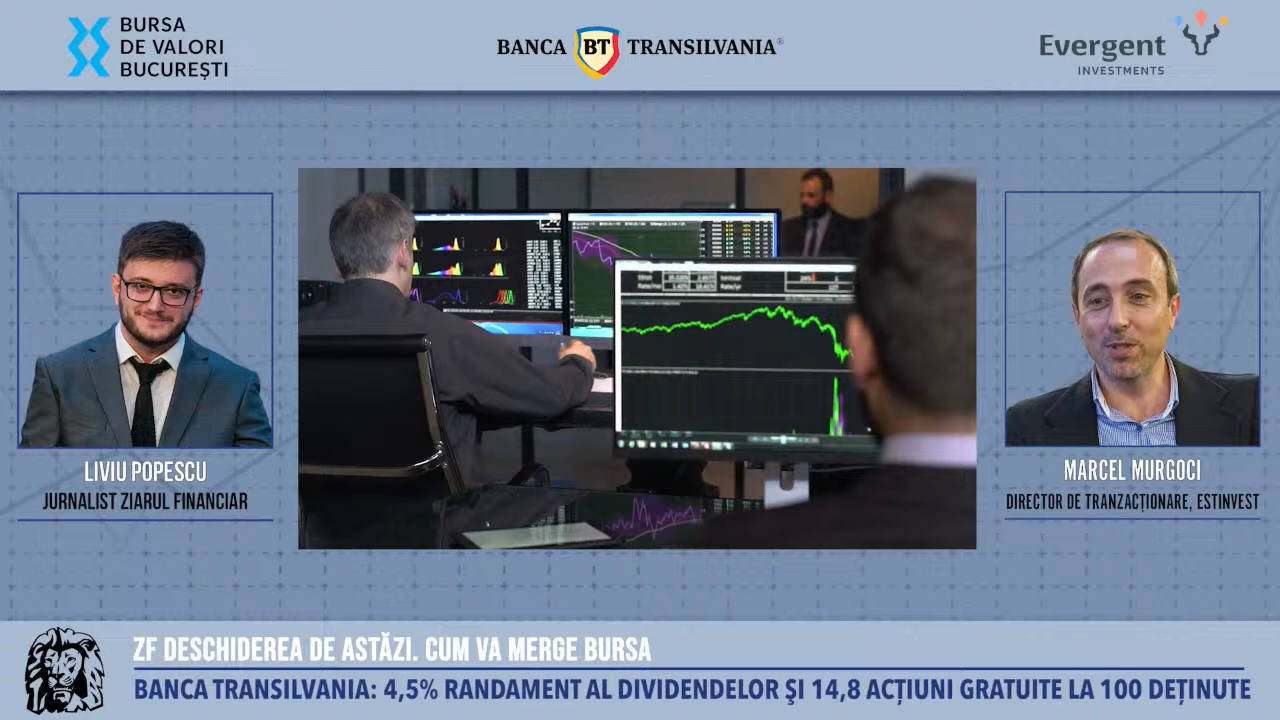 BURSA
DE VALORI
BUCUREȘTI
BANCA BT TRANSILVANIA®
Evergent
INVESTMENTS
LIVIU POPESCU
JURNALIST ZIARUL FINANCIAR
MARCEL MURGOCI
DIRECTOR DE TRANZACȚIONARE, ESTINVEST
ZF DESCHIDEREA DE ASTĂZI. CUM VA MERGE BURSA
BANCA TRANSILVANIA: 4,5% RANDAMENT AL DIVIDENDELOR ŞI 14,8 ACȚIUNI GRATUITE LA 100 DEȚINUTE